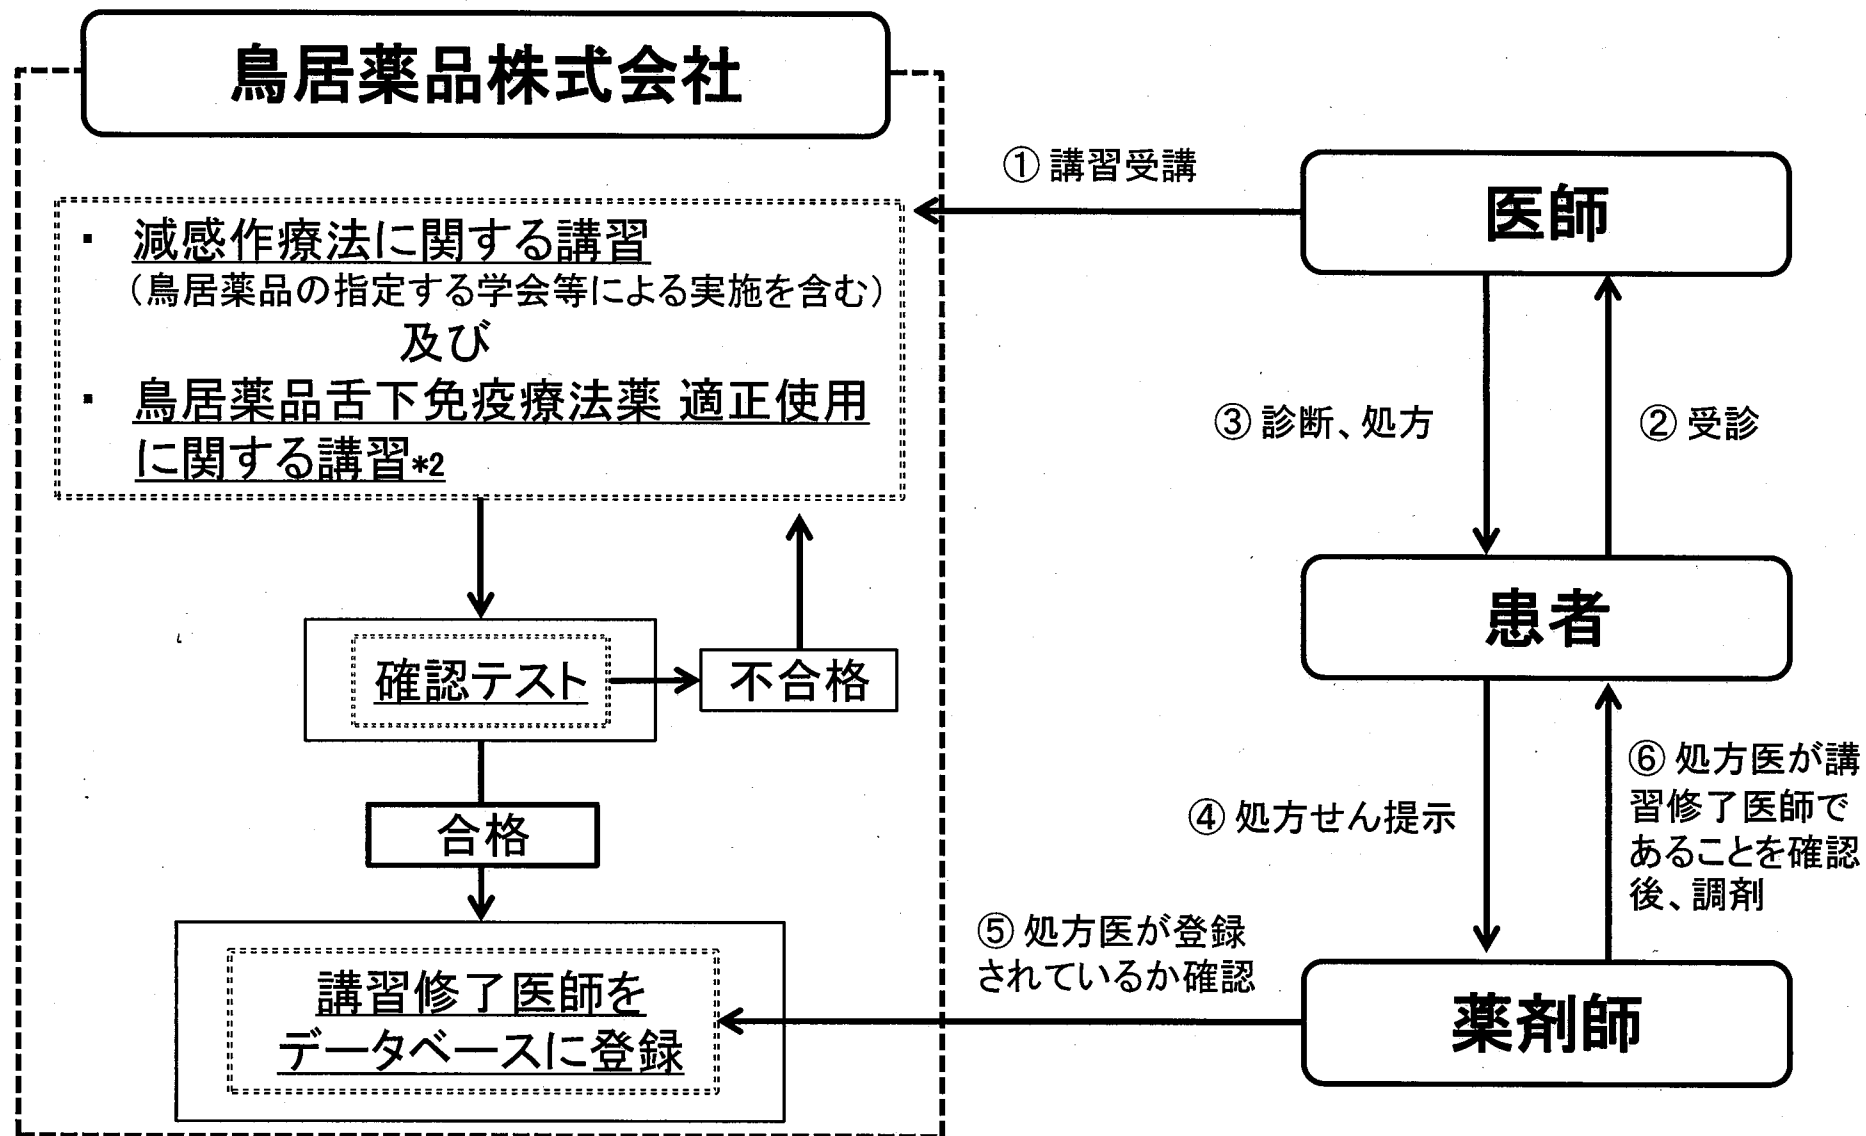 鳥居薬品株式会社
・ 減感作療法に関する講習
（鳥居薬品の指定する学会等による実施を含む）
及び
・ 鳥居薬品舌下免疫療法薬 適正使用
に関する講習*2
確認テスト
不合格
合格
講習修了医師を
データベースに登録
① 講習受講
医師
③ 診断、処方
② 受診
患者
④ 処方せん提示
⑥ 処方医が講
習修了医師で
あることを確認
後、調剤
⑤ 処方医が登録
されているか確認
薬剤師